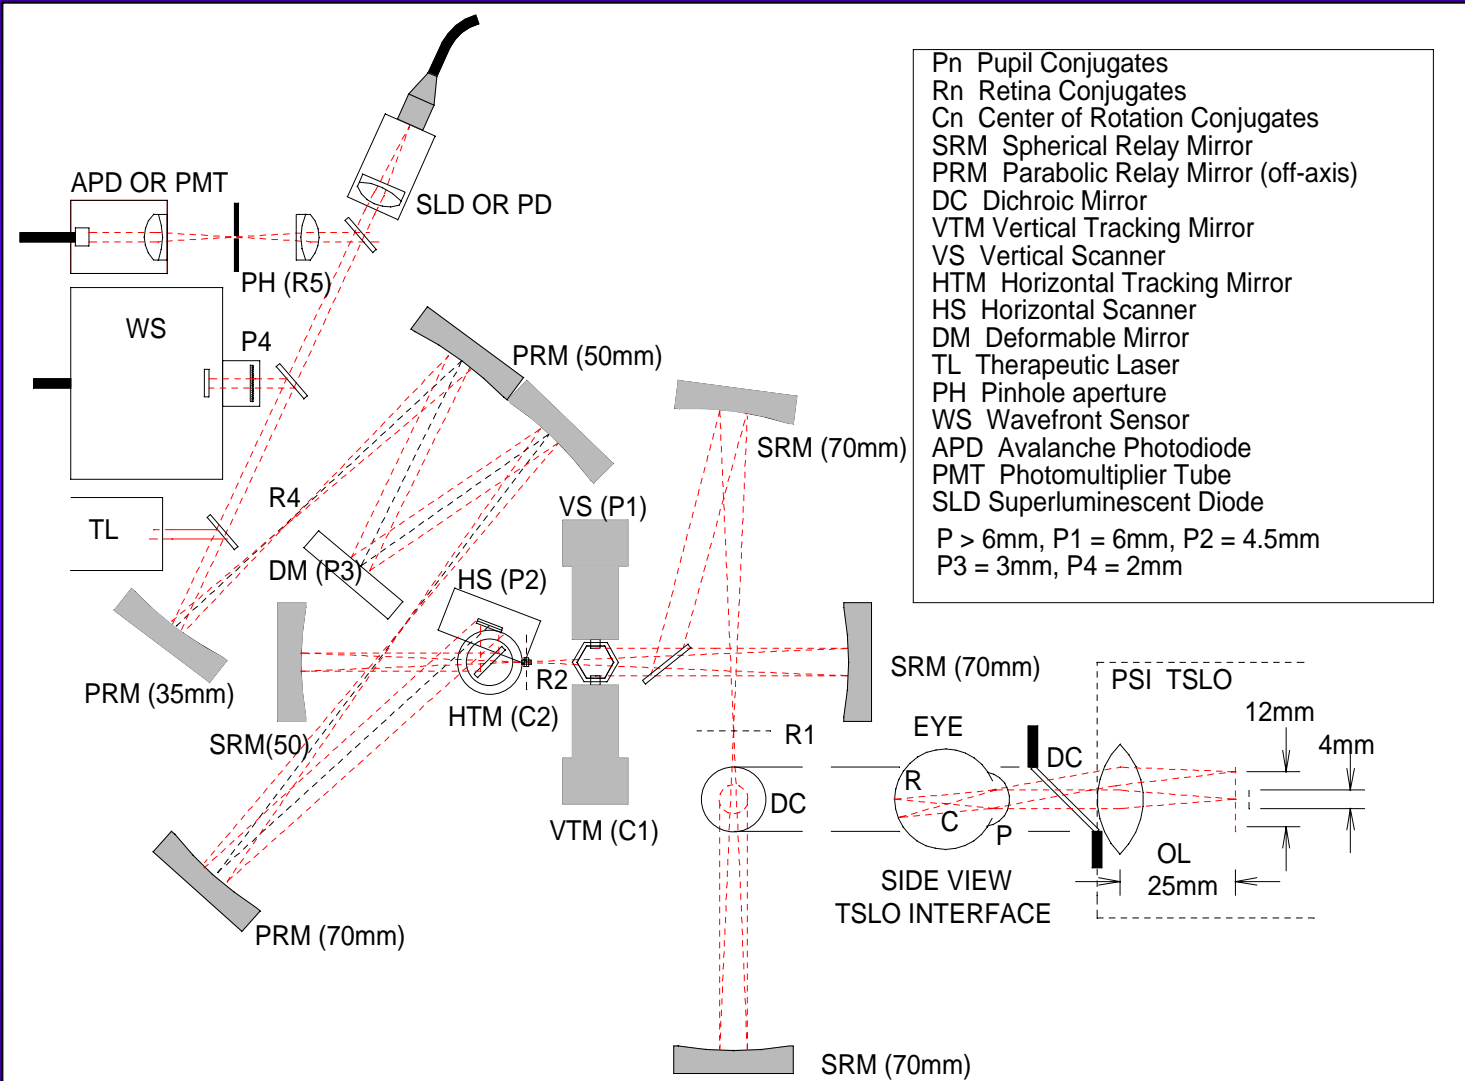 Pn Pupil Conjugates
Rn Retina Conjugates
Cn Center of Rotation Conjugates
SRM Spherical Relay Mirror
PRM Parabolic Relay Mirror (off-axis)
DC Dichroic Mirror
VTM Vertical Tracking Mirror
VS Vertical Scanner
HTM Horizontal Tracking Mirror
HS Horizontal Scanner
DM Deformable Mirror
TL Therapeutic Laser
PH Pinhole aperture
WS Wavefront Sensor
APD Avalanche Photodiode
PMT Photomultiplier Tube
SLD Superluminescent Diode
P > 6mm, P1 = 6mm, P2 = 4.5mm
P3 = 3mm, P4 = 2mm
APD OR PMT
SLD OR PD
PH (R5)
WS
P4
PRM (50mm)
SRM (70mm)
R4
VS (P1)
TL
DM (P3)
HS (P2)
R2
SRM (70mm)
PRM (35mm)
HTM (C2)
SRM(50)
R1
EYE
DC
PSI TSLO
12mm
4mm
R
DC
C
P
VTM (C1)
OL
25mm
SIDE VIEW
TSLO INTERFACE
PRM (70mm)
SRM (70mm)